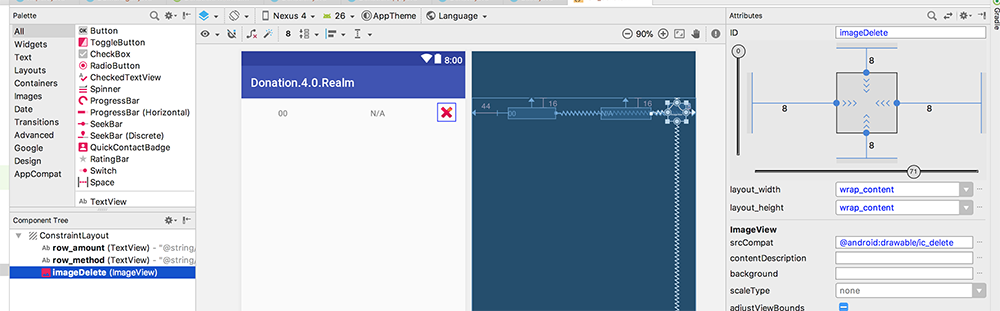 Palette
All
Widgets
Text
Layouts
Containers
Images
Date
Transitions
Advanced
Google
Design
AppCompat
OK Button
ToggleButton
CheckBox
RadioButton
CheckedTextView
Spinner
ProgressBar
ProgressBar (Horizontal)
SeekBar
SeekBar (Discrete)
QuickContactBadge
RatingBar
Switch
Space
Ab TextView
Component Tree
ConstraintLayout
Ab row_amount (TextView) - "@string/
Ab row_method (TextView) - "@string/
imageDelete (ImageView)
Nexus 4
26
AppTheme
Language
8
90%
8:00
Donation.4.0.Realm
00
N/A
44
16
16
00
N/A
Attributes
ID
imageDelete
0
8
8
8
8
71
layout_width
wrap_content
layout_height
wrap_content
ImageView
srcCompat
@android:drawable/ic_delete
contentDescription
background
scaleType
none
adjustViewBounds
Gradle